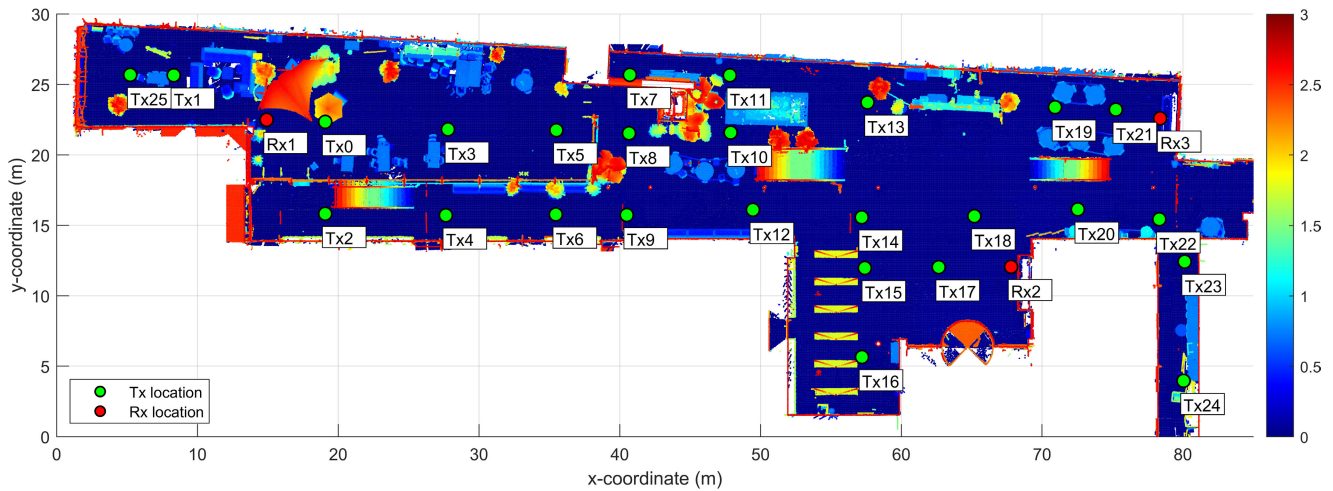 30
25
20
15
10
5
0
y-coordinate (m)
Tx25
Tx1
Rx1
Tx0
Tx3
Tx5
Tx7
Tx8
Tx11
Tx10
Tx13
Tx19
Tx21
Rx3
Tx2
Tx4
Tx6
Tx9
Tx12
Tx14
Tx18
Tx20
Tx22
Tx15
Tx17
Rx2
Tx23
Tx16
Tx24
Tx location
Rx location
0
10
20
30
40
50
60
70
80
x-coordinate (m)
3
2.5
2
1.5
1
0.5
0